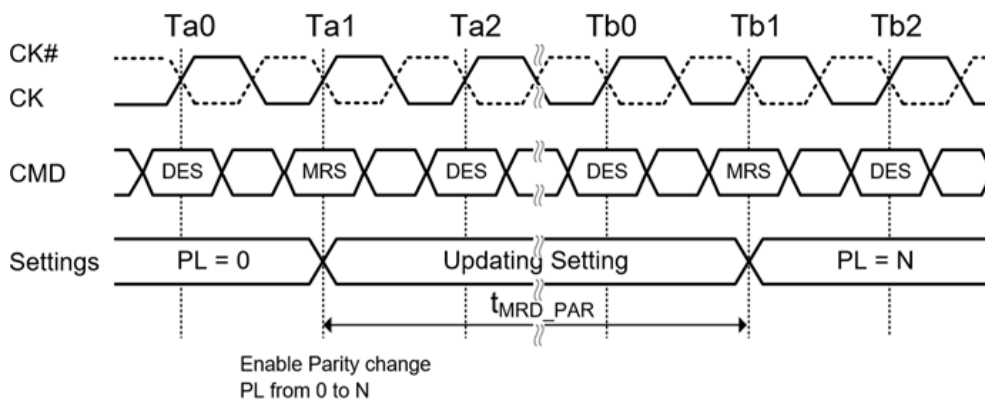 Ta0 Ta1 Ta2 Tb0 Tb1 Tb2
CK#
CK
CMD DES MRS DES DES MRS DES
Settings PL = 0 Updating Setting PL = N
tMRD_PAR
Enable Parity change
PL from 0 to N